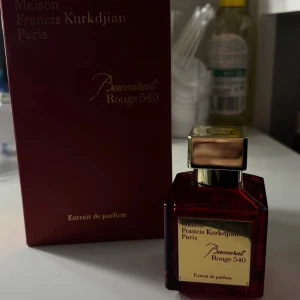 Maison
Francis Kurkdjian
Paris
Baccarat
Rouge 540
Extrait de parfum
Maison
Francis Kurkdjian
Paris
Baccarat
Rouge 540
Extrait de parfum